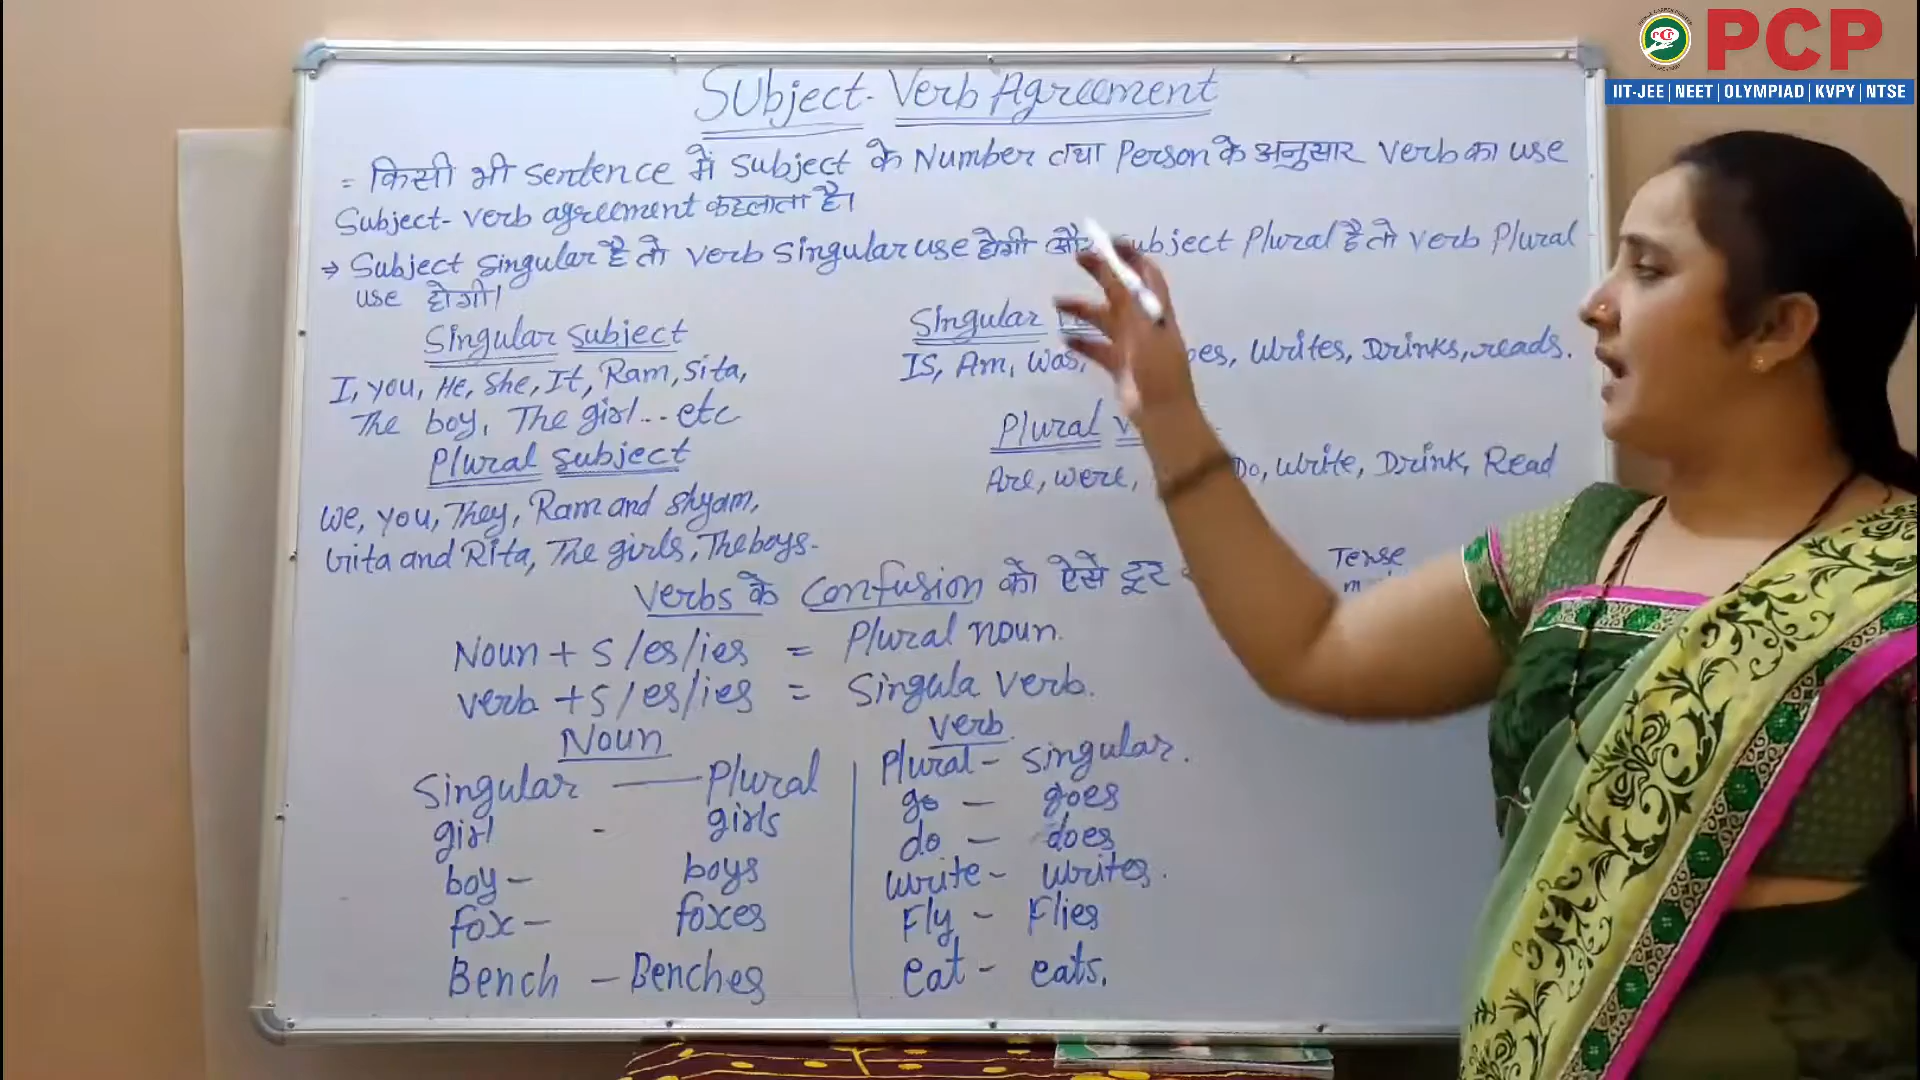 PCP
IIT-JEE | NEET | OLYMPIAD | KVPY | NTSE
Subject-Verb Agreement
= किसी भी Sentence में Subject के Number तथा Person के अनुसार Verb का use
Subject-verb agreement कहलाता है।
⇒ Subject Singular है तो Verb Singular use होगी और Subject Plural है तो Verb Plural
use होगी।
Singular Subject
I, you, He, She, It, Ram, Sita,
The boy, The girl... etc
Plural Subject
We, you, They, Ram and Shyam,
Gita and Rita, The girls, The boys.
Singular
Is, Am, Was, Writes, Drinks, reads.
Plural
Are, were, Do, Write, Drink, Read
Tense
Verbs के Confusion को ऐसे दूर
Noun + s/es/ies = Plural noun.
verb + s/es/ies = Singula verb.
Noun
Singular — Plural
girl - girls
boy - boys
fox - foxes
Bench - Benches
Verb
Plural - Singular.
go - goes
do - does
write - writes.
Fly - Flies
eat - eats.